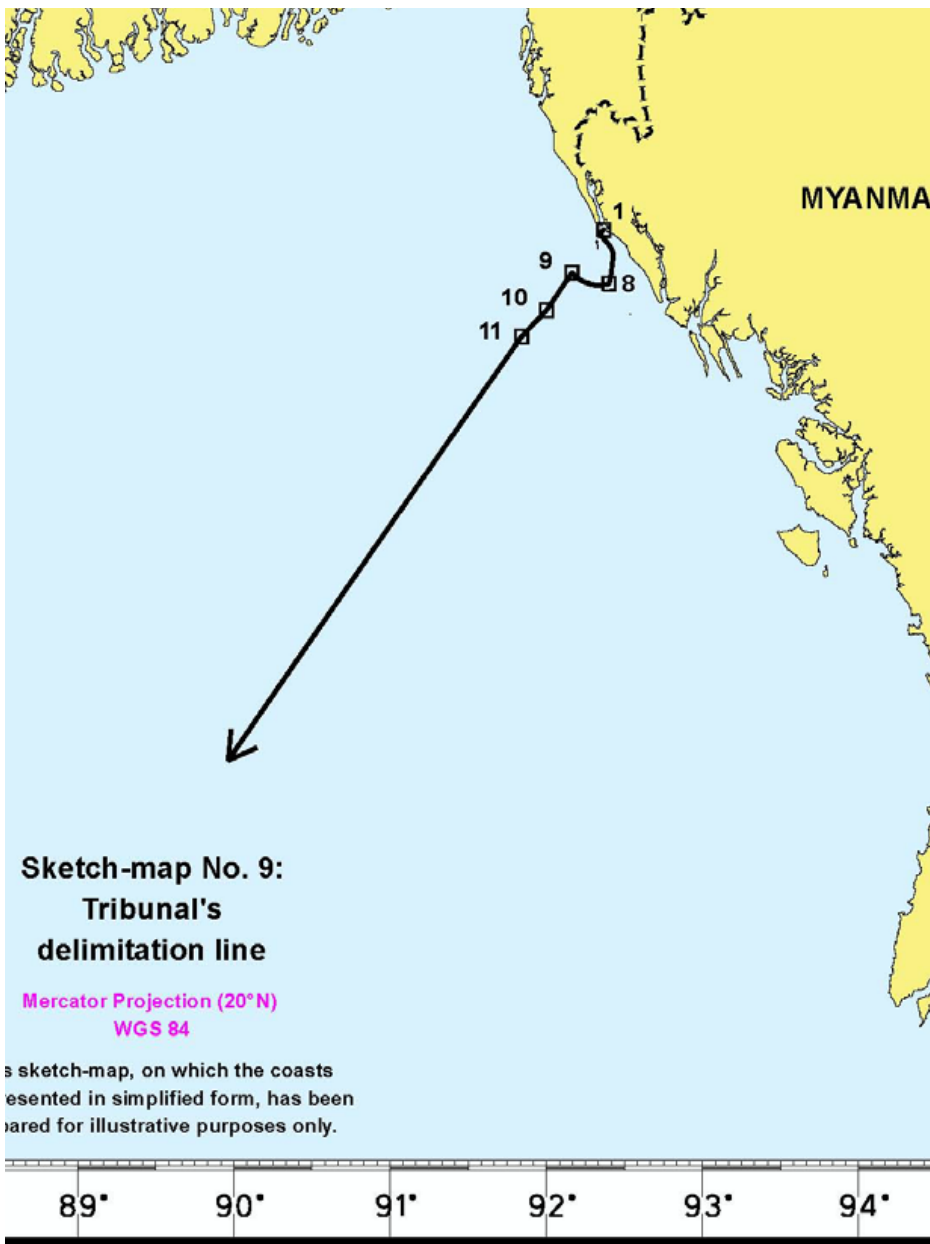 MYANMA
1
9
8
10
11
Sketch-map No. 9:
Tribunal's
delimitation line
Mercator Projection (20°N)
WGS 84
s sketch-map, on which the coasts
esented in simplified form, has been
ared for illustrative purposes only.
89° 90° 91° 92° 93° 94°